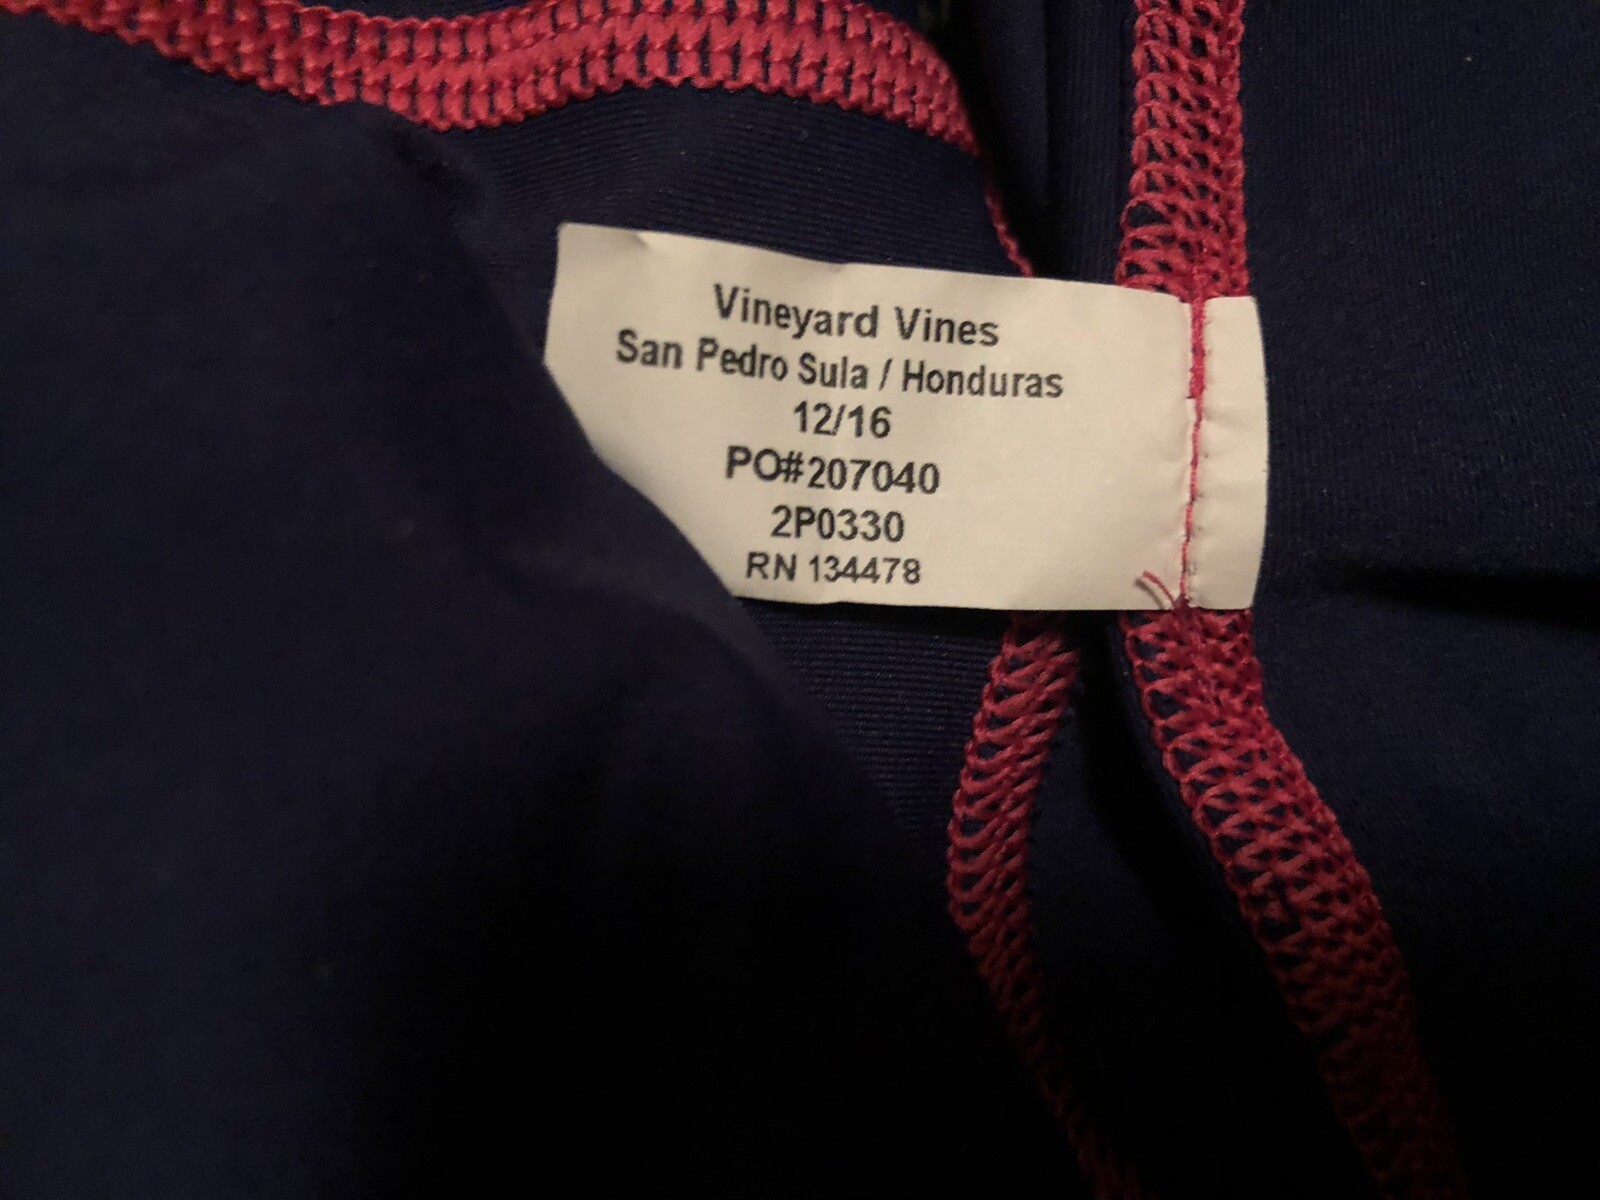 Vineyard Vines
San Pedro Sula / Honduras
12/16
PO#207040
2P0330
RN 134478